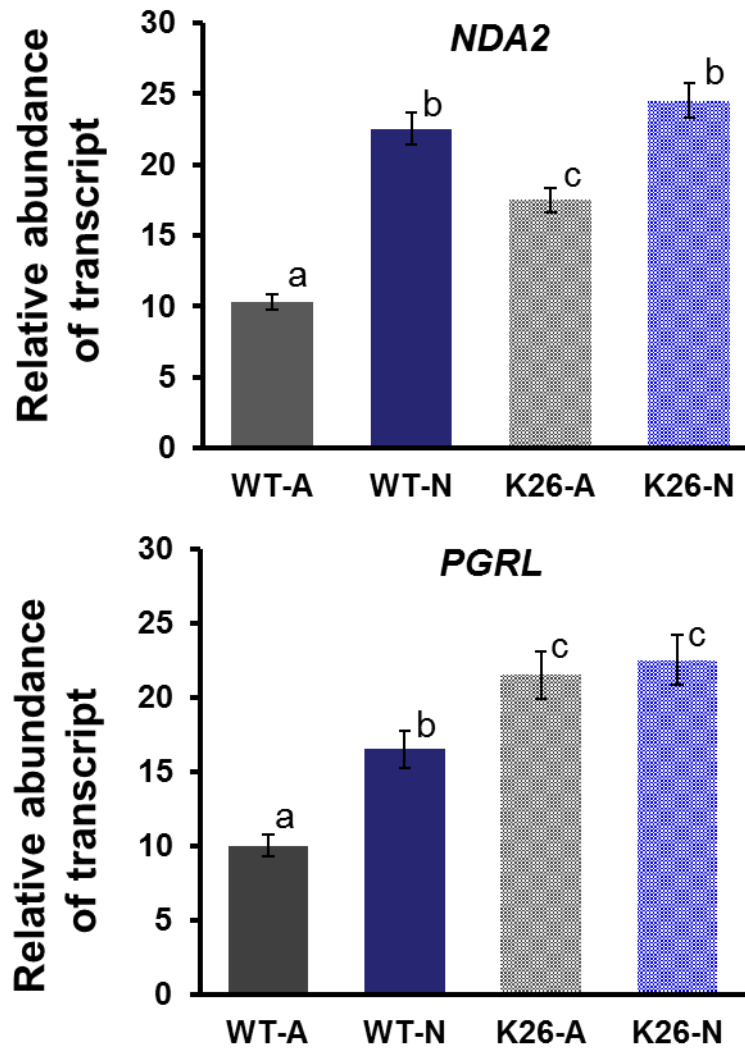 NDA2
Relative abundance
of transcript
30
25
20
15
10
5
0
a
b
c
b
WT-A WT-N K26-A K26-N
PGRL
Relative abundance
of transcript
30
25
20
15
10
5
0
a
b
c
c
WT-A WT-N K26-A K26-N